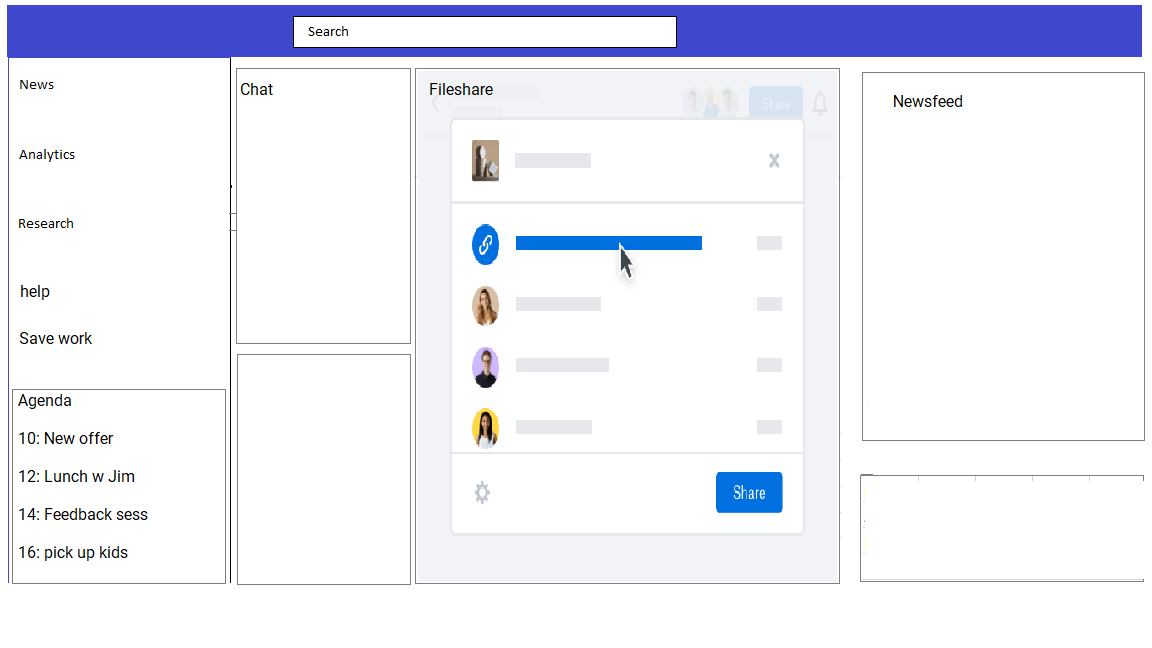 Search
News
Analytics
Research
help
Save work
Agenda
10: New offer
12: Lunch w Jim
14: Feedback sess
16: pick up kids
Chat
Fileshare
Share
Share
Newsfeed